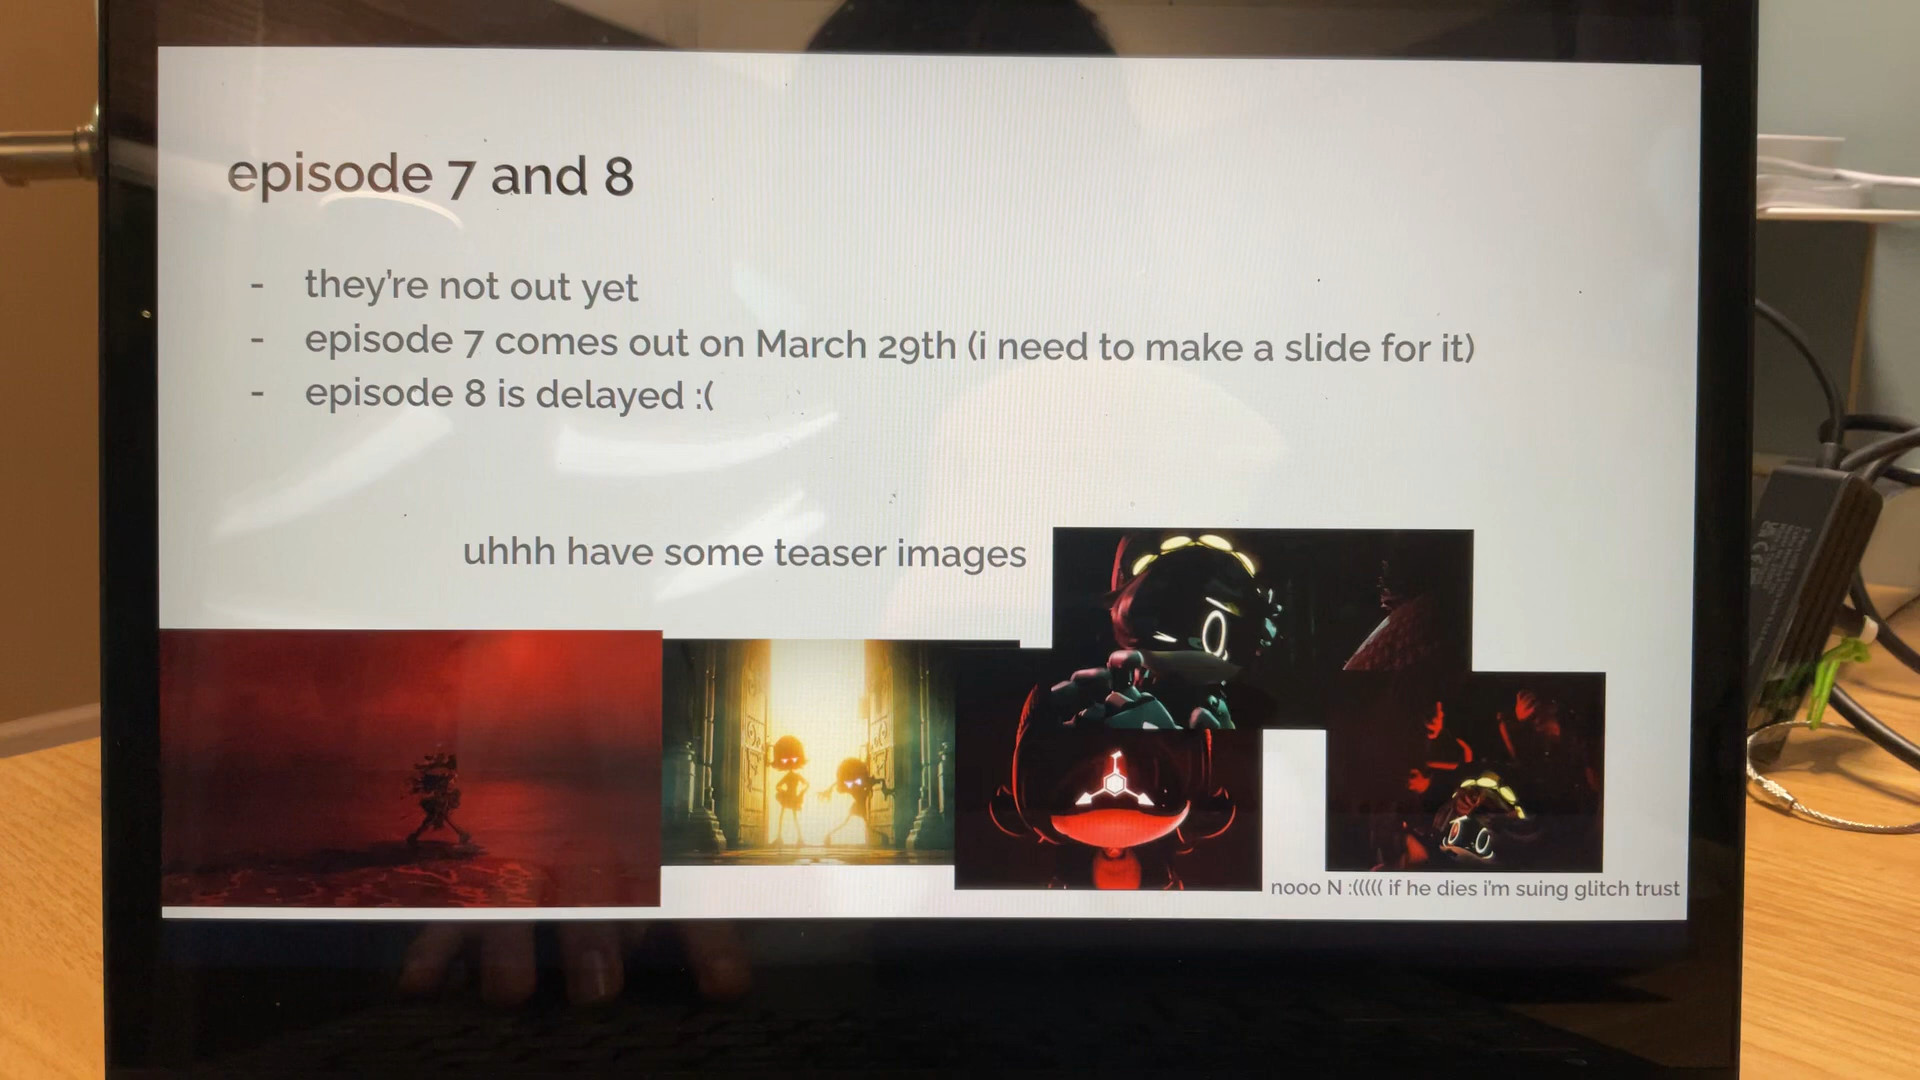 episode 7 and 8
- they're not out yet
- episode 7 comes out on March 29th (i need to make a slide for it)
- episode 8 is delayed :(
uhhh have some teaser images
nooo N :((((( if he dies i'm suing glitch trust